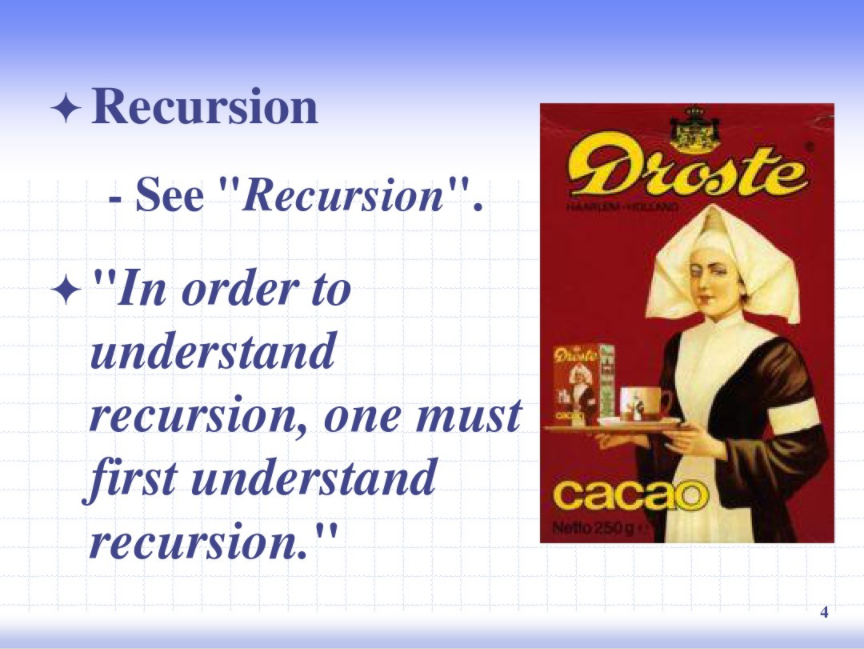 Recursion
- See "Recursion".
"In order to
understand
recursion, one must
first understand
recursion."
Droste
HAARLEM-HOLLAND
Droste
cacao
cacao
Netto 250 g e
4